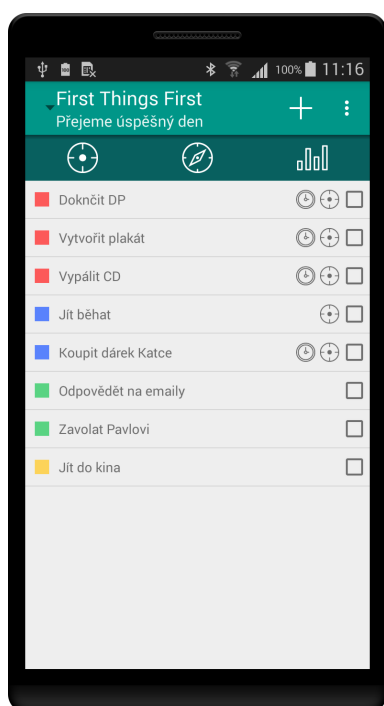 100% 11:16
First Things First
Přejeme úspěšný den
Doknčit DP
Vytvořit plakát
Vypálit CD
Jít běhat
Koupit dárek Katce
Odpovědět na emaily
Zavolat Pavlovi
Jít do kina